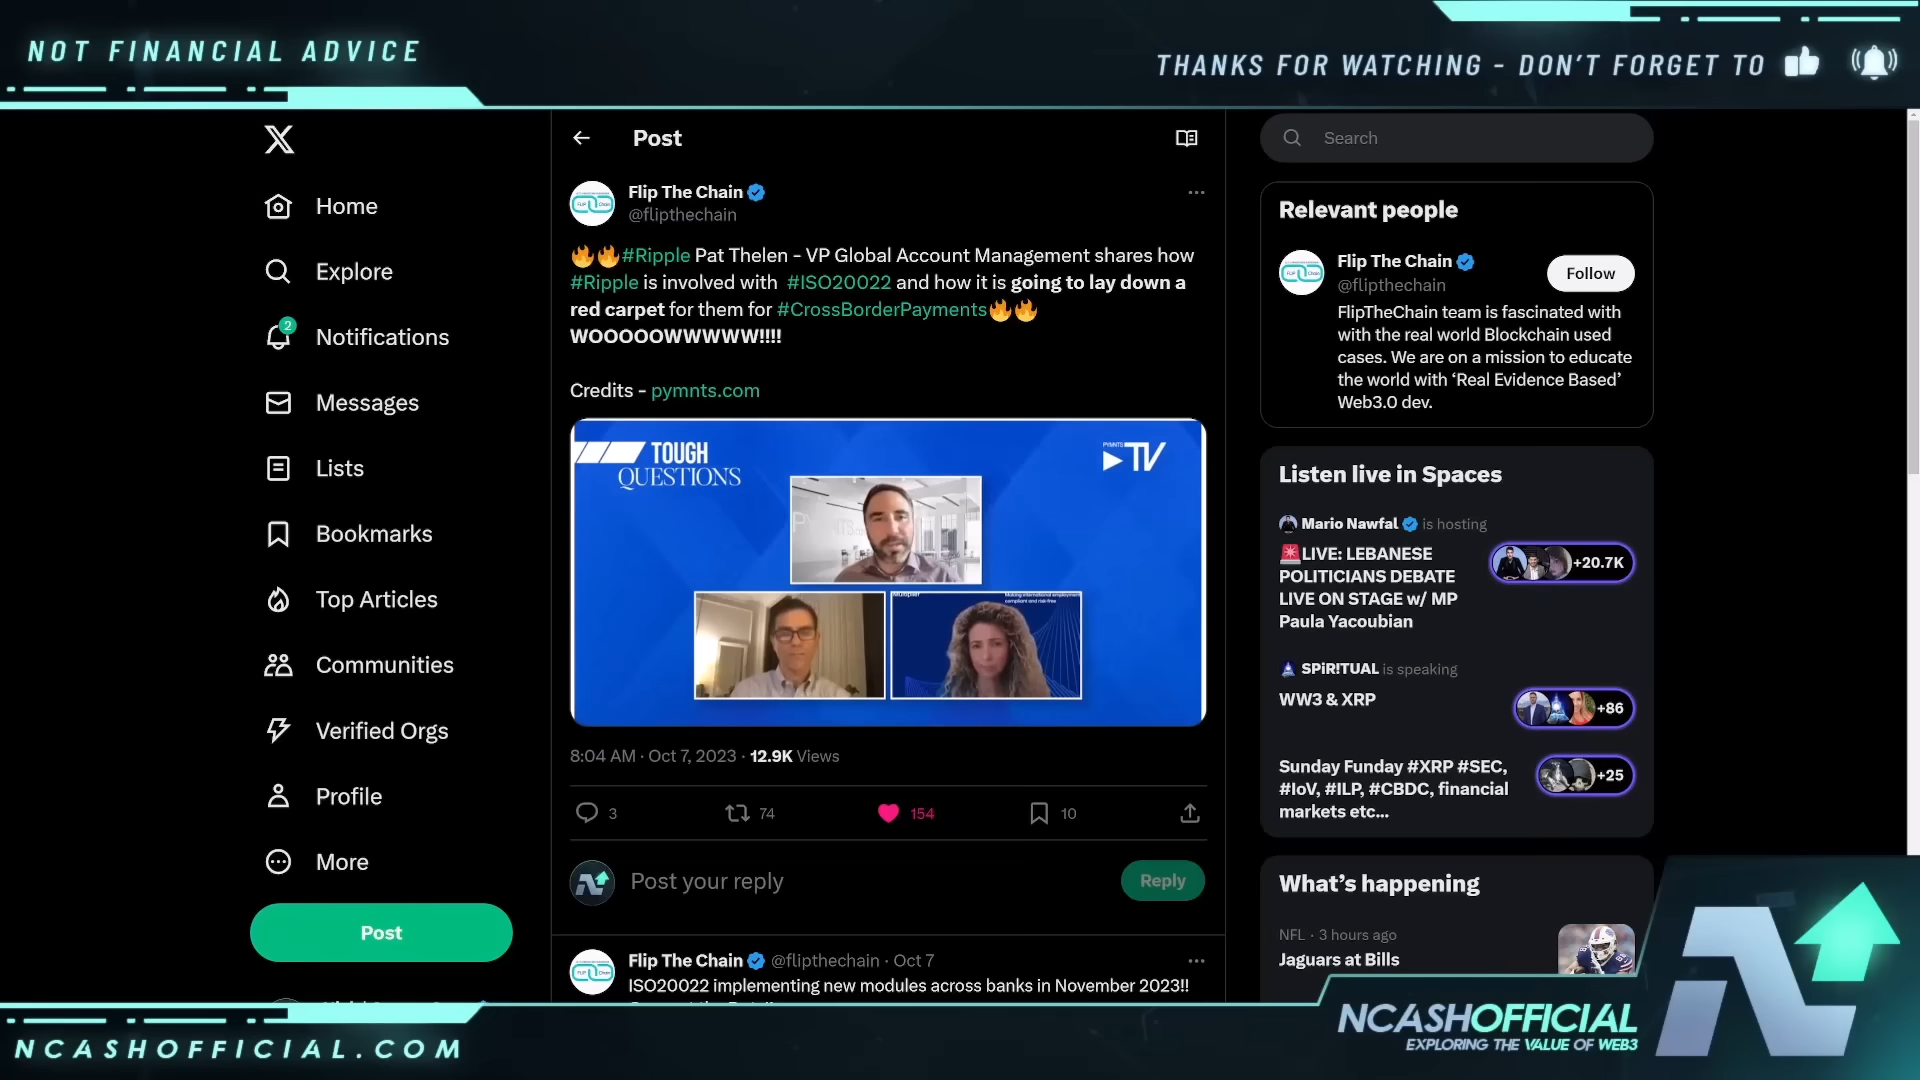 NOT FINANCIAL ADVICE
THANKS FOR WATCHING - DON'T FORGET TO
X
Home
Explore
2
Notifications
Messages
Lists
Bookmarks
Top Articles
Communities
Verified Orgs
Profile
More
Post
Post
Flip The Chain
@flipthechain
🔥🔥#Ripple Pat Thelen - VP Global Account Management shares how
#Ripple is involved with #ISO20022 and how it is going to lay down a
red carpet for them for #CrossBorderPayments🔥🔥
WOOOOOWWWWW!!!!
Credits - pymnts.com
TOUGH
QUESTIONS
PYMNTS
TV
Multiplier
Making international employment
compliant and risk-free
8:04 AM · Oct 7, 2023 · 12.9K Views
3
74
154
10
Post your reply
Reply
Flip The Chain @flipthechain · Oct 7
ISO20022 implementing new modules across banks in November 2023!!
Search
Relevant people
Flip The Chain
@flipthechain
Follow
FlipTheChain team is fascinated with
with the real world Blockchain used
cases. We are on a mission to educate
the world with ‘Real Evidence Based’
Web3.0 dev.
Listen live in Spaces
Mario Nawfal is hosting
🚨LIVE: LEBANESE
POLITICIANS DEBATE
LIVE ON STAGE w/ MP
Paula Yacoubian
+20.7K
SPiR!TUAL is speaking
WW3 & XRP
+86
Sunday Funday #XRP #SEC,
#IoV, #ILP, #CBDC, financial
markets etc...
+25
What’s happening
NFL · 3 hours ago
Jaguars at Bills
NCASHOFFICIAL.COM
NCASHOFFICIAL
EXPLORING THE VALUE OF WEB3